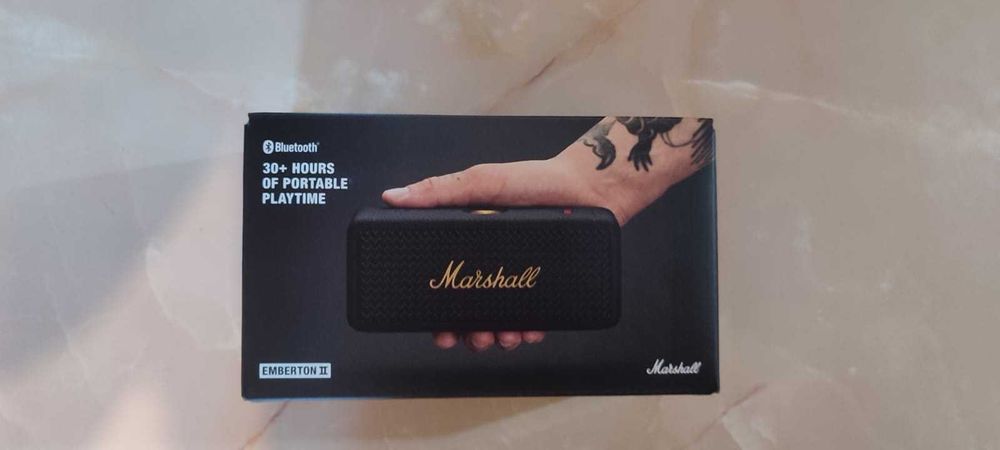 Bluetooth®
30+ HOURS
OF PORTABLE
PLAYTIME
Marshall
EMBERTON II
Marshall